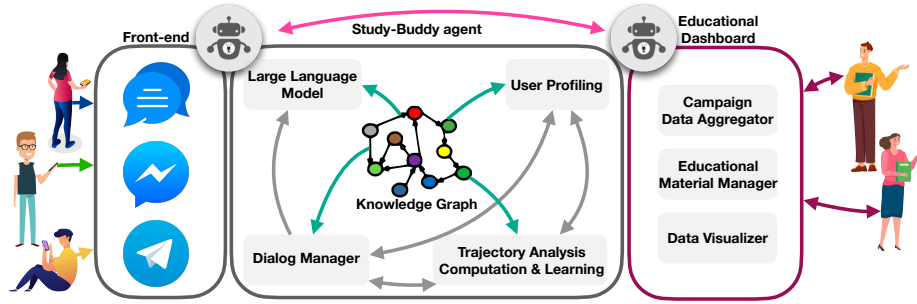 Front-end
Study-Buddy agent
Educational
Dashboard
Large Language
Model
User Profiling
Knowledge Graph
Dialog Manager
Trajectory Analysis
Computation & Learning
Campaign
Data Aggregator
Educational
Material Manager
Data Visualizer